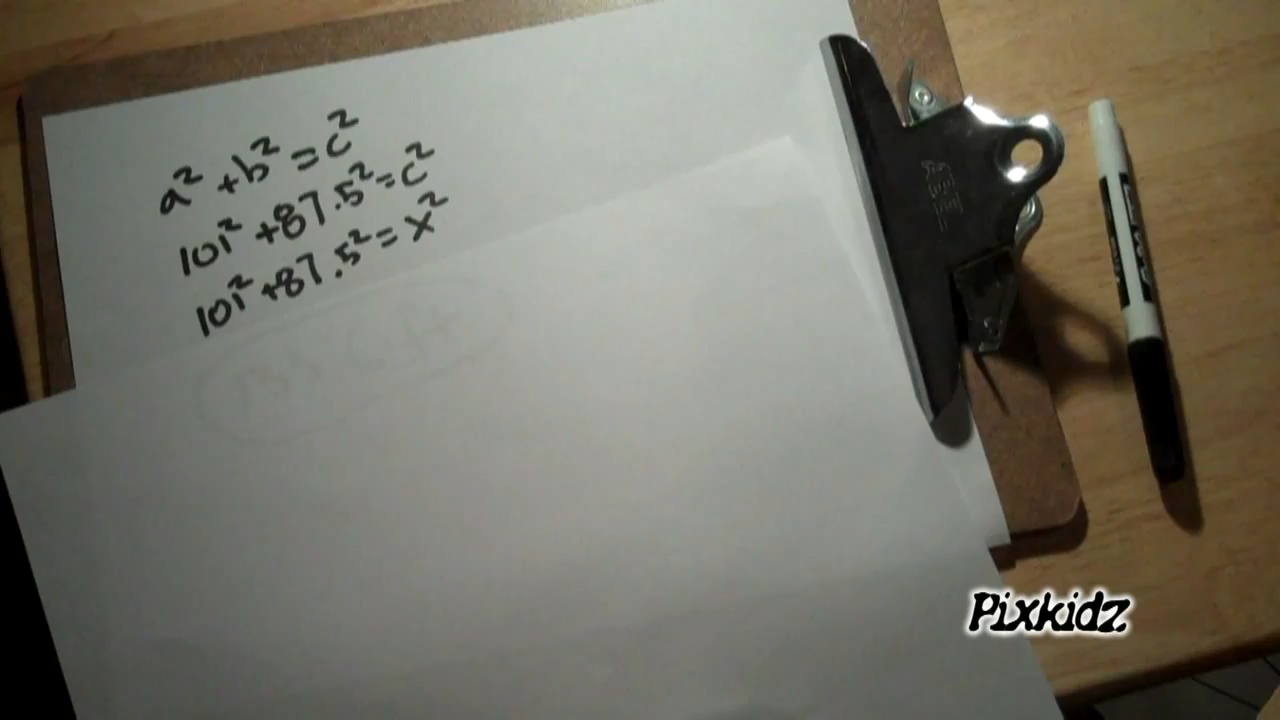 a² + b² = c²
101² + 87.5² = c²
101² + 87.5² = x²
Pixkidz